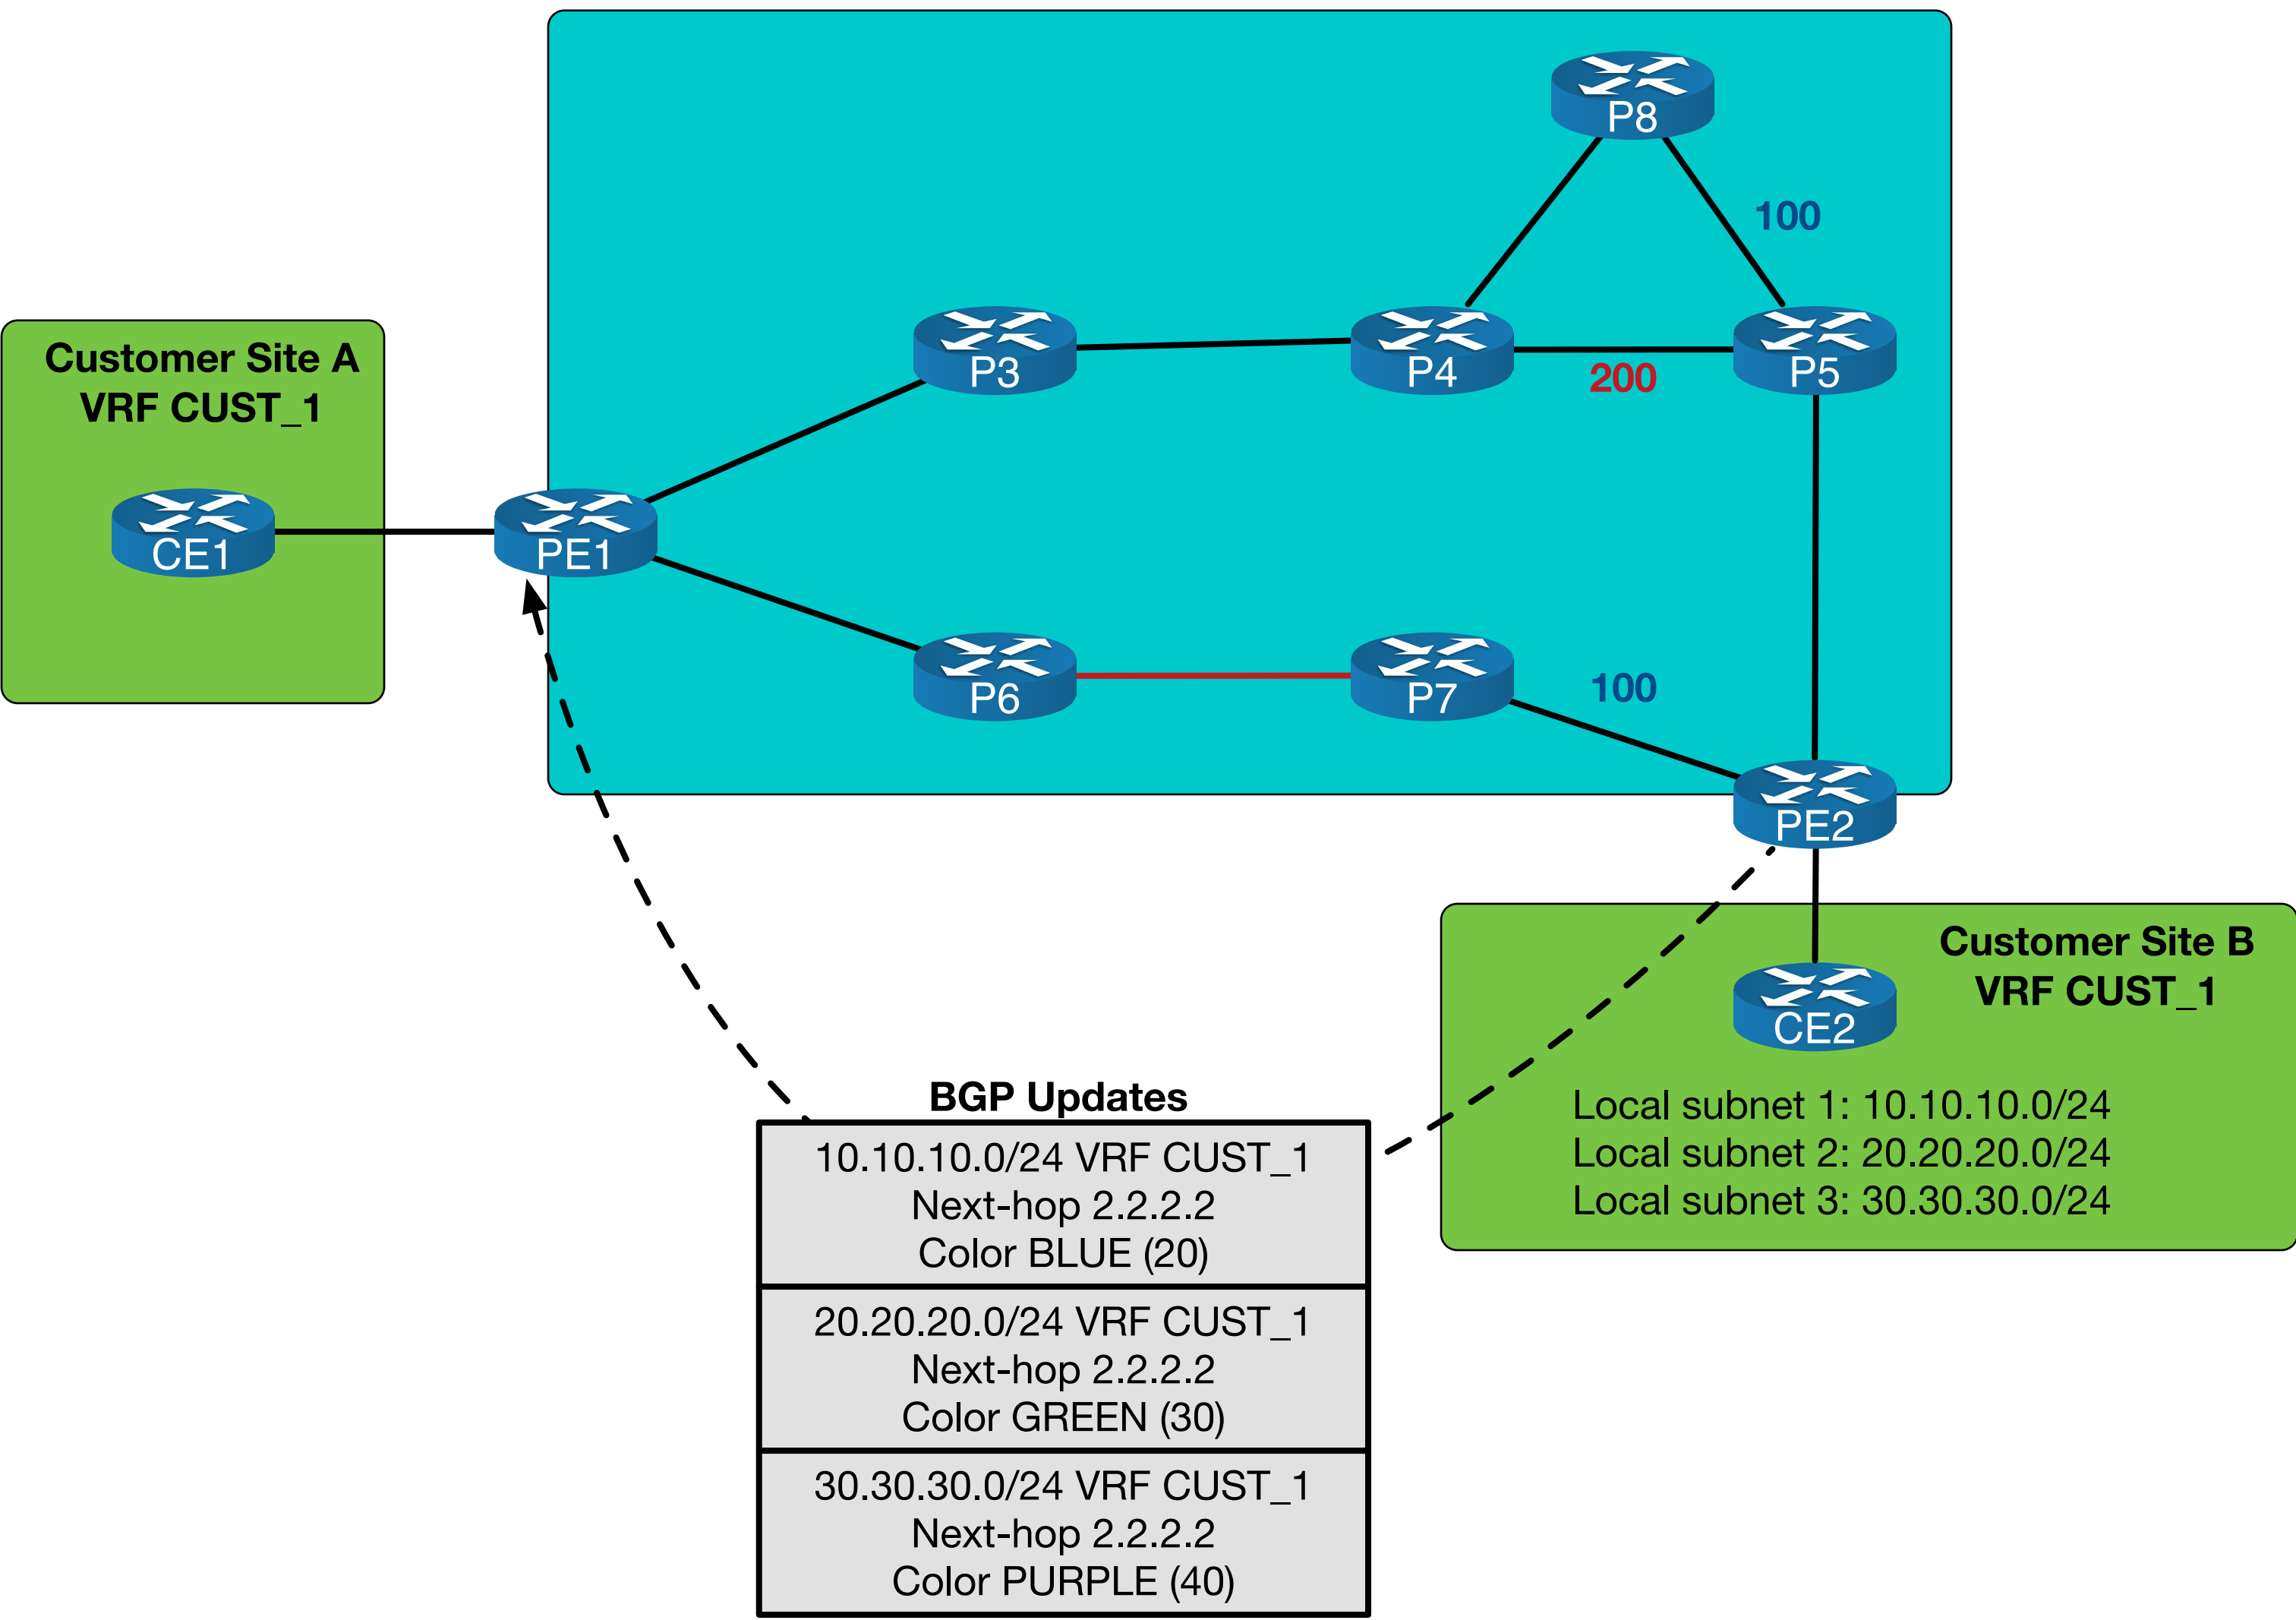 P8
100
Customer Site A
VRF CUST_1
P3
P4
200
P5
CE1
PE1
P6
P7
100
PE2
Customer Site B
VRF CUST_1
CE2
Local subnet 1: 10.10.10.0/24
Local subnet 2: 20.20.20.0/24
Local subnet 3: 30.30.30.0/24
BGP Updates
10.10.10.0/24 VRF CUST_1
Next-hop 2.2.2.2
Color BLUE (20)
20.20.20.0/24 VRF CUST_1
Next-hop 2.2.2.2
Color GREEN (30)
30.30.30.0/24 VRF CUST_1
Next-hop 2.2.2.2
Color PURPLE (40)